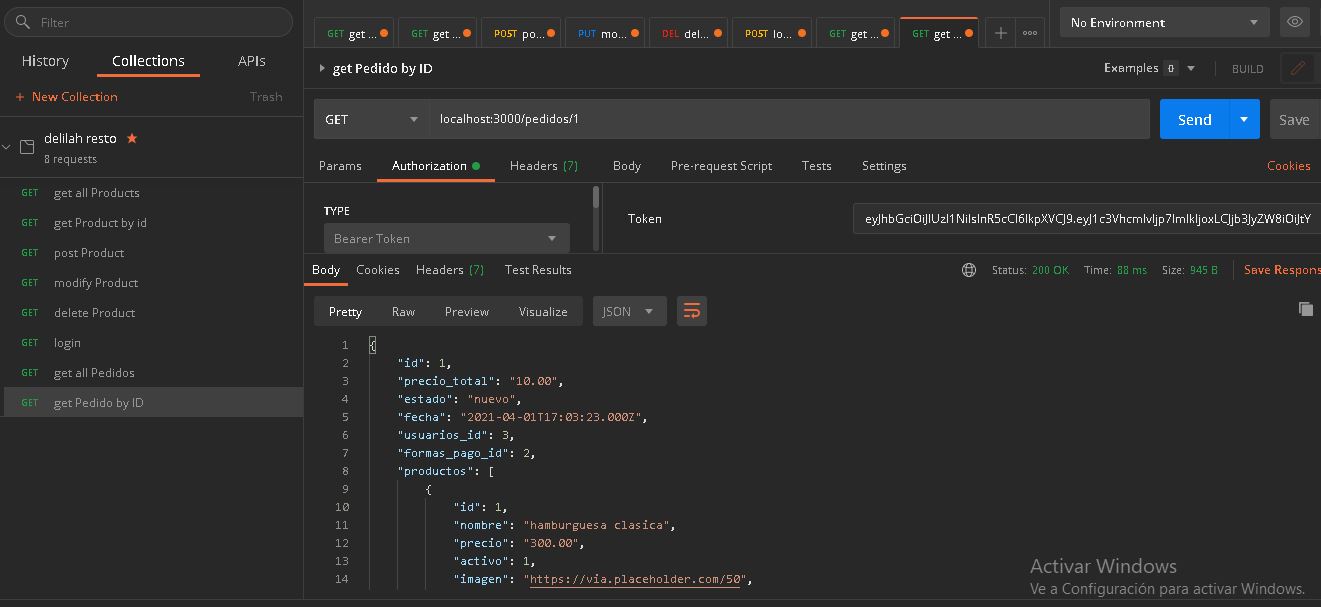 Filter
History Collections APIs
+ New Collection Trash
delilah resto
8 requests
GET get all Products
GET get Product by id
GET post Product
GET modify Product
GET delete Product
GET login
GET get all Pedidos
GET get Pedido by ID
GET get ... GET get ... POST po... PUT mo... DEL del... POST lo... GET get ... GET get ... + ooo No Environment
get Pedido by ID Examples 0 BUILD
GET localhost:3000/pedidos/1 Send Save
Params Authorization Headers (7) Body Pre-request Script Tests Settings Cookies
TYPE
Bearer Token
Token
Body Cookies Headers (7) Test Results Status: 200 OK Time: 88 ms Size: 945 B Save Respons
Pretty Raw Preview Visualize JSON
1 {
2 "id": 1,
3 "precio_total": "10.00",
4 "estado": "nuevo",
5 "fecha": "2021-04-01T17:03:23.000Z",
6 "usuarios_id": 3,
7 "formas_pago_id": 2,
8 "productos": [
9 {
10 "id": 1,
11 "nombre": "hamburguesa clasica",
12 "precio": "300.00",
13 "activo": 1,
14 "imagen": "https://via.placeholder.com/50",
Activar Windows
Ve a Configuración para activar Windows.